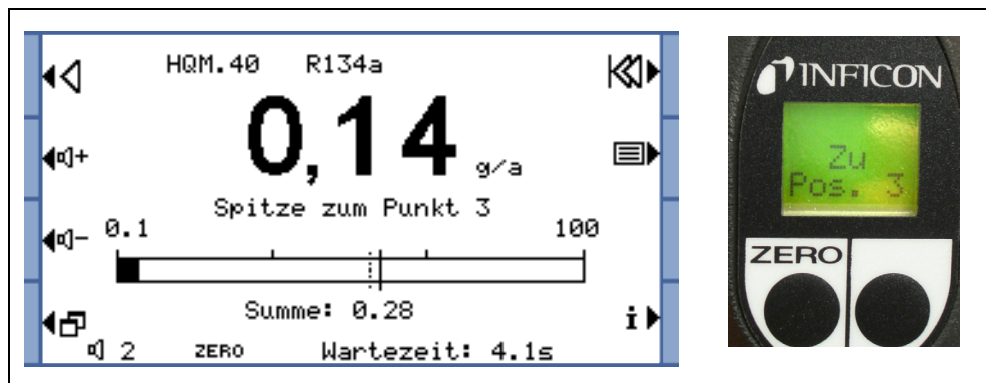 HQM.40 R134a
0,14 g/a
+
Spitze zum Punkt 3
- 0.1 100
Summe: 0.28
i
2 ZERO Wartezeit: 4.1s
INFICON
Zu
Pos. 3
ZERO